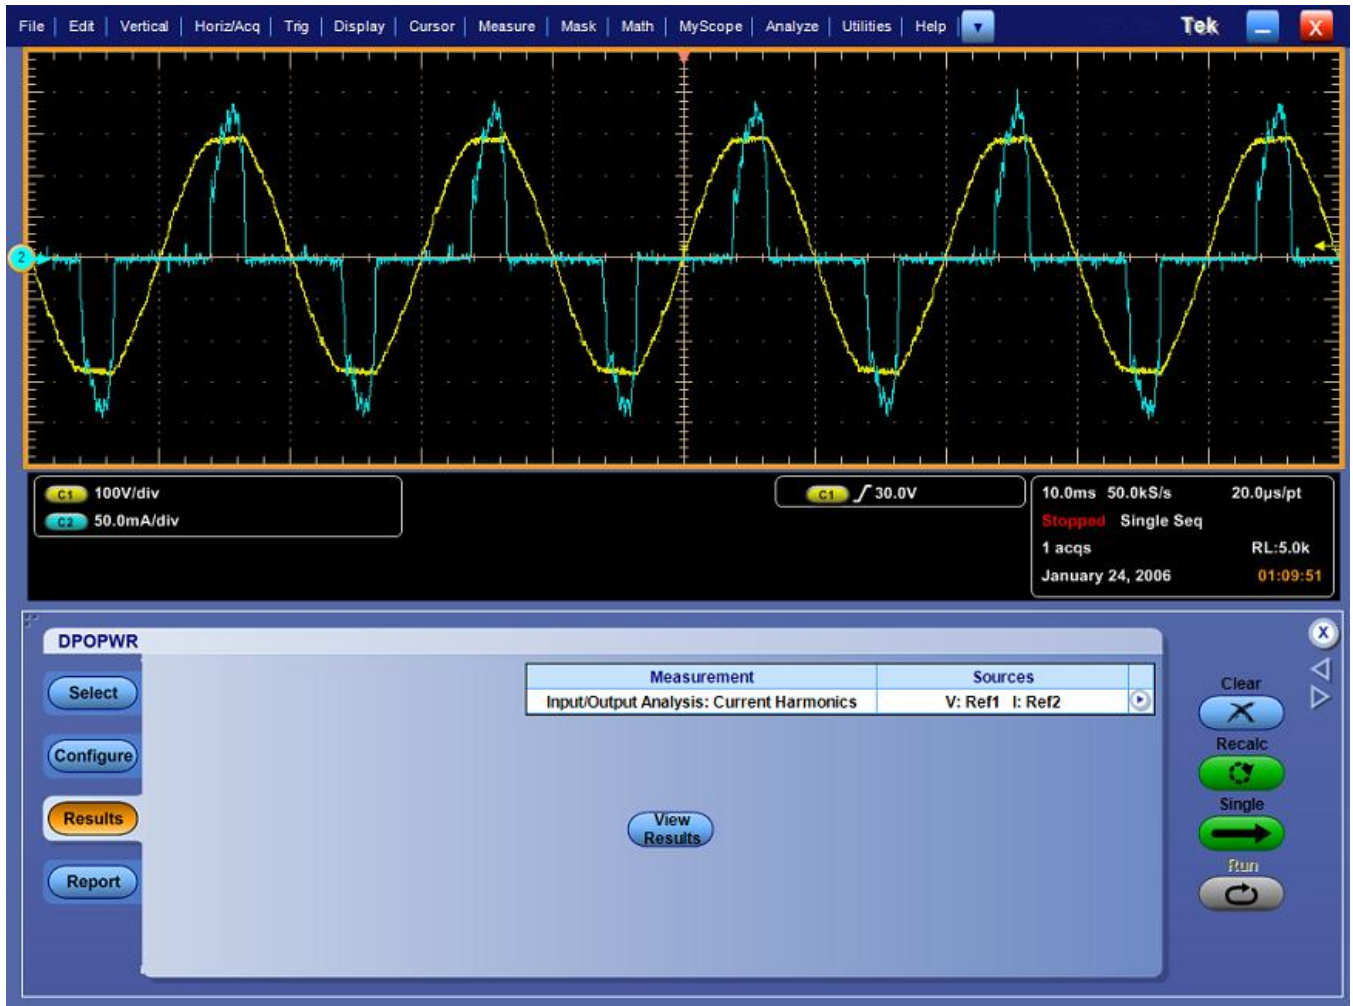 File | Edit | Vertical | Horiz/Acq | Trig | Display | Cursor | Measure | Mask | Math | MyScope | Analyze | Utilities | Help | Tek X
2
C1 100V/div
C2 50.0mA/div
C1 30.0V
10.0ms 50.0kS/s 20.0µs/pt
Stopped Single Seq
1 acqs RL:5.0k
January 24, 2006 01:09:51
DPOPWR
X
Select
Configure
Results
Report
Measurement Sources
Input/Output Analysis: Current Harmonics V: Ref1 I: Ref2
View
Results
Clear
Recalc
Single
Run